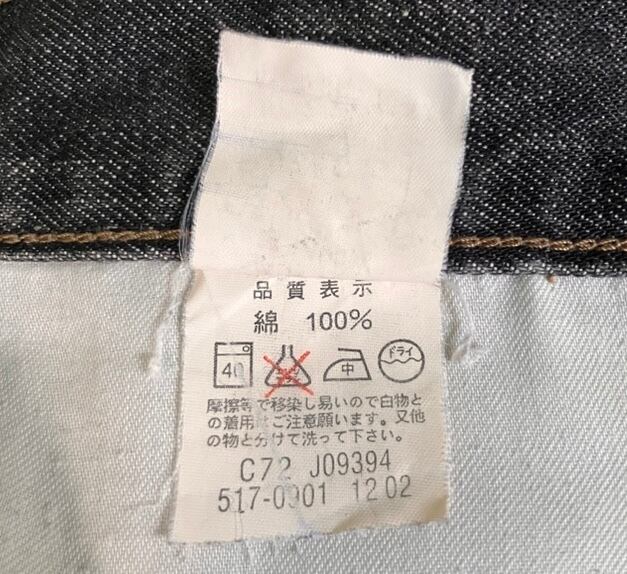 品質表示
綿 100%
40 中 ドライ
摩擦等で移染し易いので白物と
の着用はご注意願います。又他
の物と分けて洗って下さい。
C72 J09394
517-0901 12 02